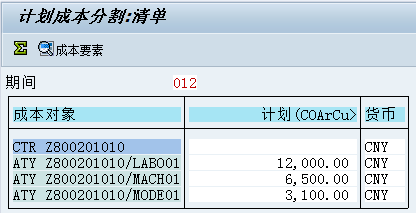 计划成本分割:清单
成本要素
期间 012
成本对象 计划(COArCu> 货币
CTR Z800201010 CNY
ATY Z800201010/LABO01 12,000.00 CNY
ATY Z800201010/MACH01 6,500.00 CNY
ATY Z800201010/MODE01 3,100.00 CNY